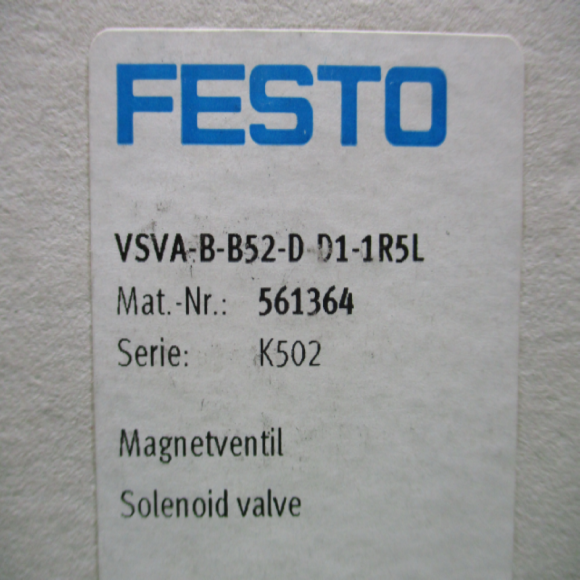 FESTO
VSVA-B-B52-D-D1-1R5L
Mat.-Nr.: 561364
Serie: K502
Magnetventil
Solenoid valve